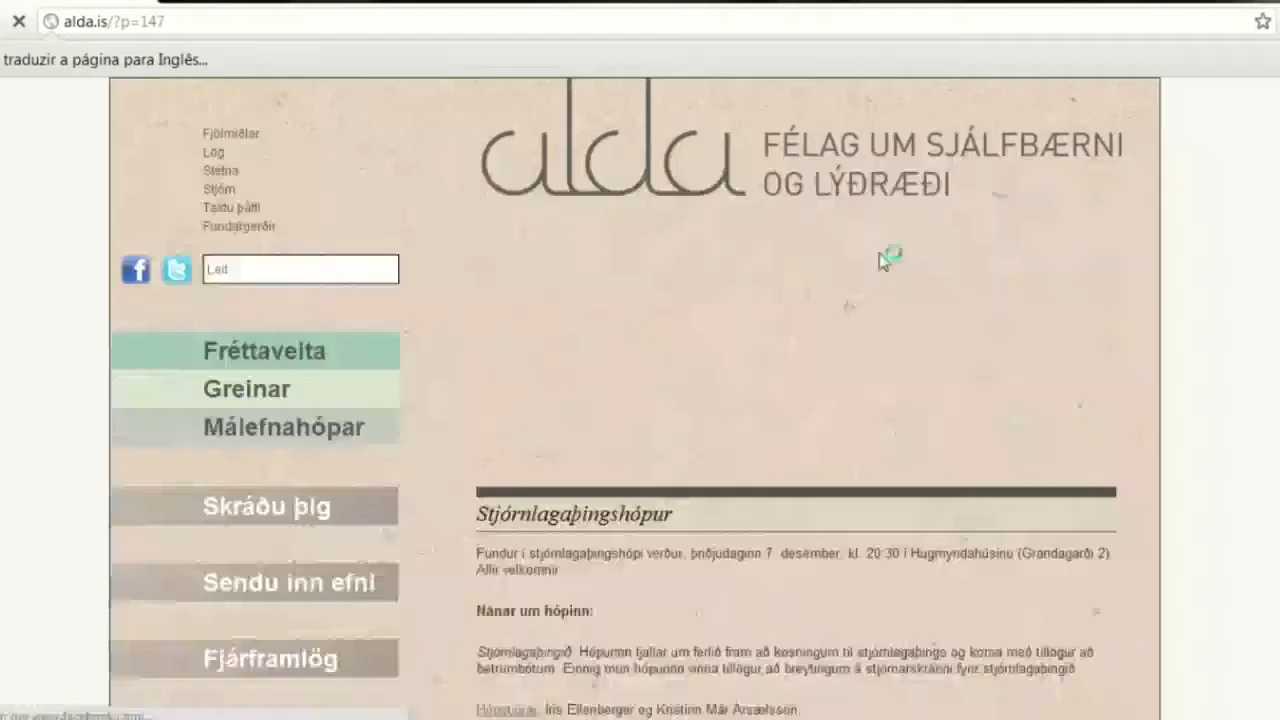 alda.is/?p=147
traduzir a página para Inglês...
Fjölmiðlar
Lög
Stefna
Stjórn
Taktu þátt!
Fundargerðir
Leit
alda
FÉLAG UM SJÁLFBÆRNI
OG LÝÐRÆÐI
Fréttaveita
Greinar
Málefnahópar
Skráðu þig
Sendu inn efni
Fjárframlög
Stjórnlagaþingshópur
Fundur í stjórnlagaþingshópi verður, þriðjudaginn 7. desember, kl. 20:30 í Hugmyndahúsinu (Grandagarði 2).
Allir velkomnir.
Nánar um hópinn:
Stjórnlagaþingið. Hópurinn fjallar um ferlið fram að kosningum til stjórnlagaþings og koma með tillögur að
betrumbótum. Einnig mun hópurinn vinna tillögur að breytingum á stjórnarskránni fyrir stjórnlagaþingið.
Íris Ellenberger og Kristinn Már Ársælsson.